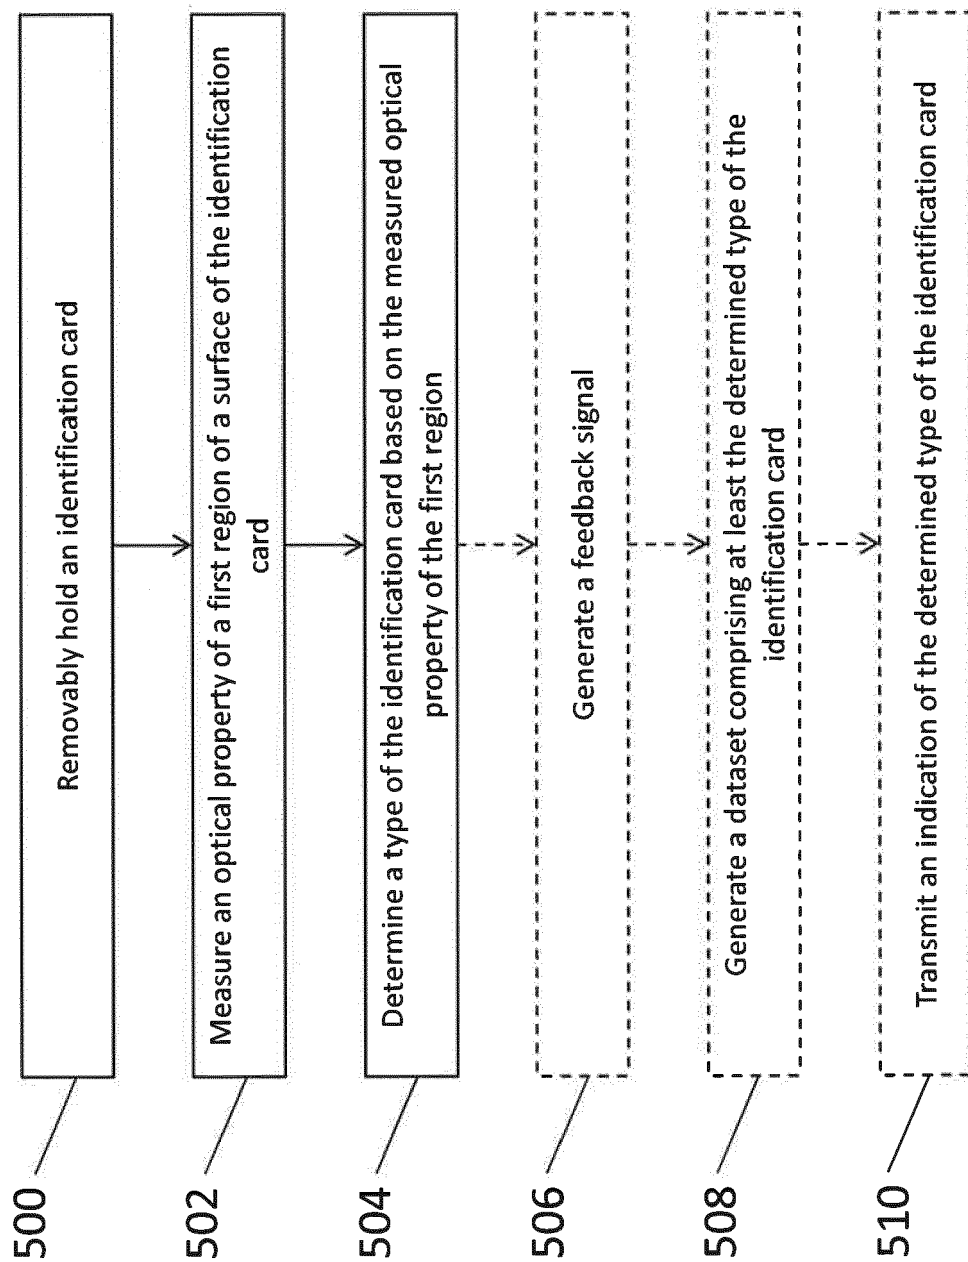 500
Removably hold an identification card
502
Measure an optical property of a first region of a surface of the identification
card
504
Determine a type of the identification card based on the measured optical
property of the first region
506
Generate a feedback signal
508
Generate a dataset comprising at least the determined type of the
identification card
510
Transmit an indication of the determined type of the identification card